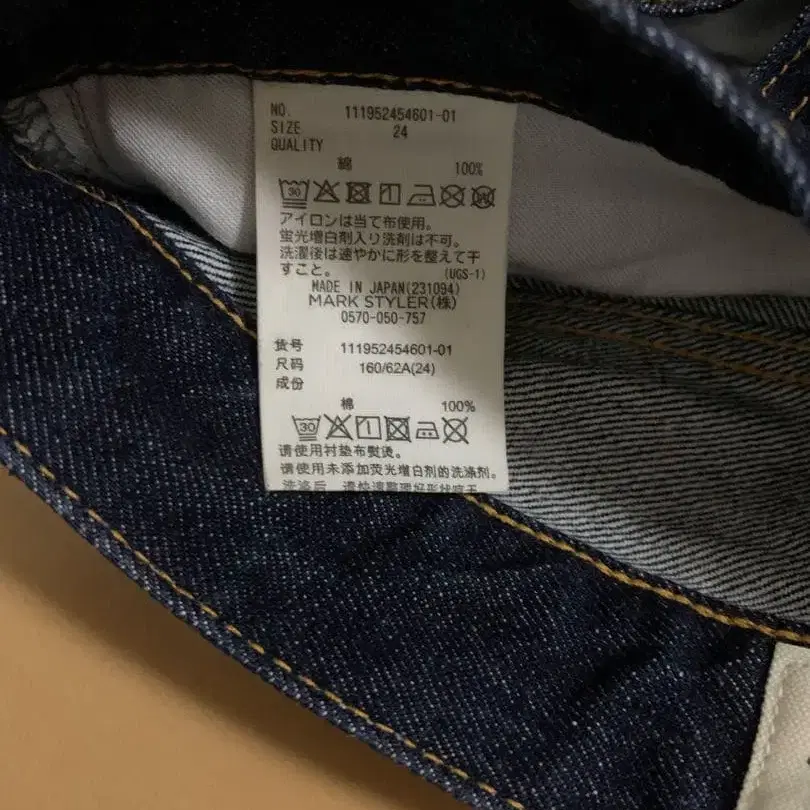 NO. 111952454601-01
SIZE 24
QUALITY
綿 100%
30
アイロンは当て布使用。
蛍光増白剤入り洗剤は不可。
洗濯後は速やかに形を整えて干
すこと。 (UGS-1)
MADE IN JAPAN(231094)
MARK STYLER(株)
0570-050-757
货号 111952454601-01
尺码 160/62A(24)
成份
棉 100%
30
请使用衬垫布熨烫。
请使用未添加荧光增白剤的洗涤剂。